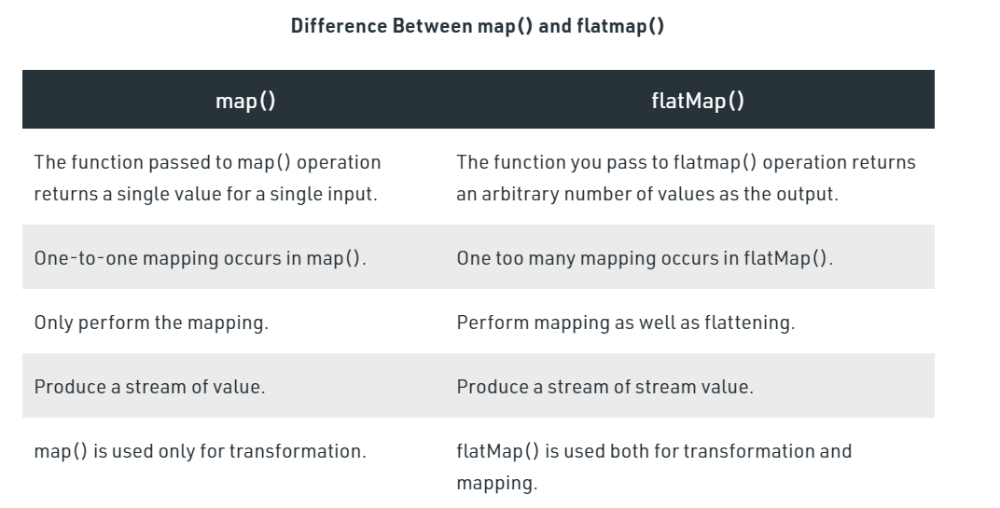 Difference Between map() and flatmap()
map()
flatMap()
The function passed to map() operation
returns a single value for a single input.
The function you pass to flatmap() operation returns
an arbitrary number of values as the output.
One-to-one mapping occurs in map().
One too many mapping occurs in flatMap().
Only perform the mapping.
Perform mapping as well as flattening.
Produce a stream of value.
Produce a stream of stream value.
map() is used only for transformation.
flatMap() is used both for transformation and
mapping.